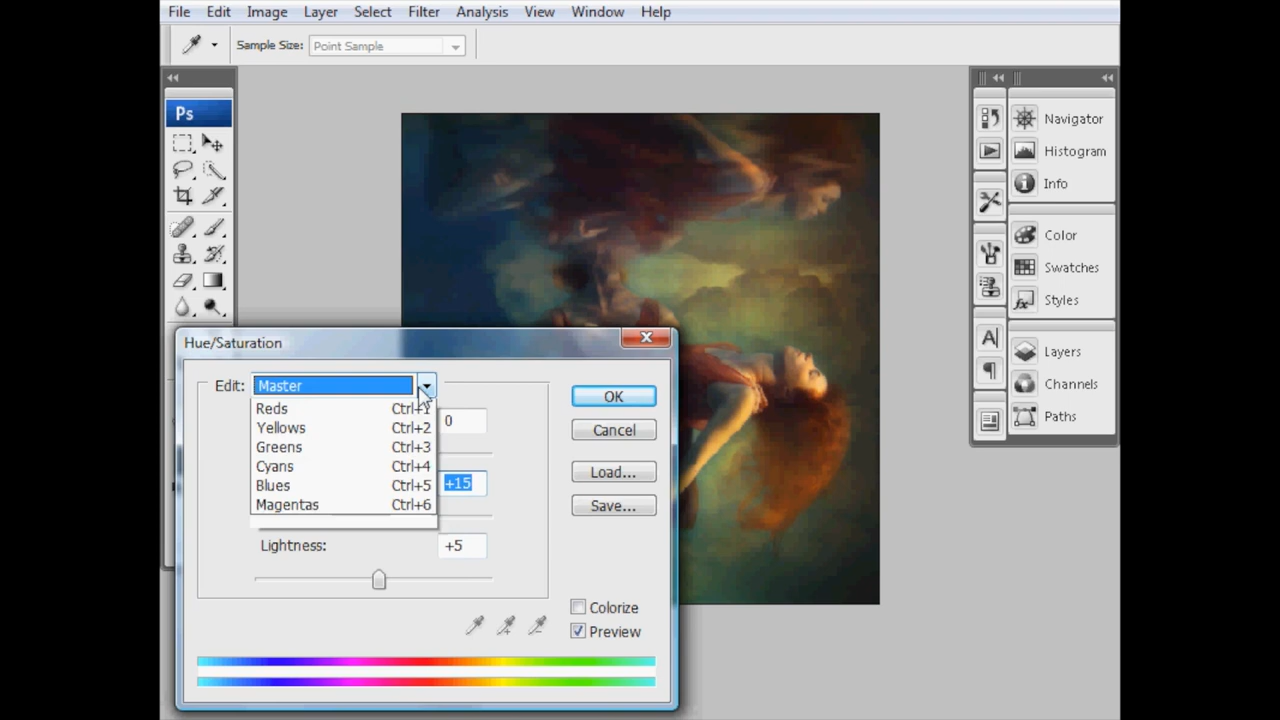 File Edit Image Layer Select Filter Analysis View Window Help
Sample Size: Point Sample
Ps
Navigator
Histogram
Info
Color
Swatches
Styles
A
Layers
Channels
Paths
Hue/Saturation
Edit: Master
Reds Ctrl+1
Yellows Ctrl+2
Greens Ctrl+3
Cyans Ctrl+4
Blues Ctrl+5
Magentas Ctrl+6
0
+15
Lightness: +5
OK
Cancel
Load...
Save...
Colorize
Preview